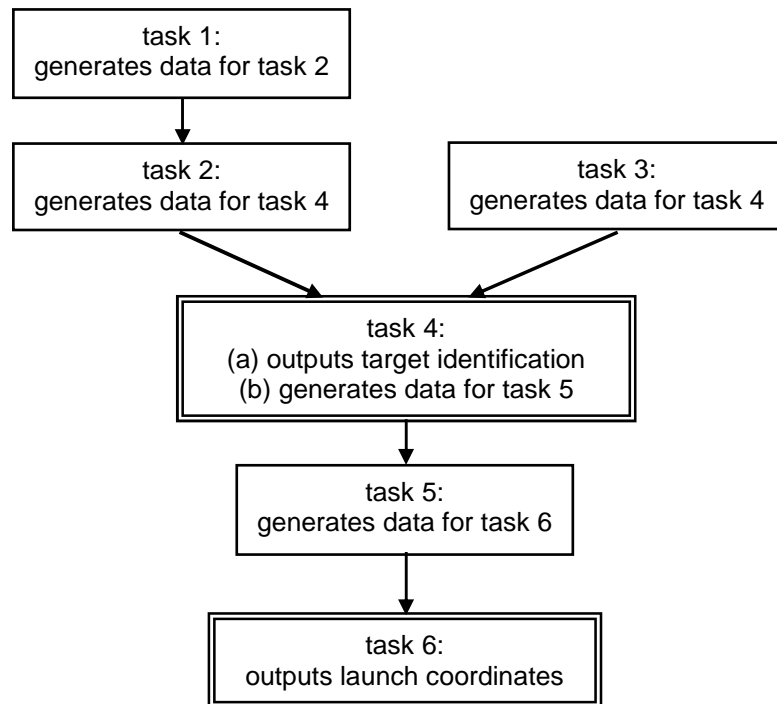 task 1:
generates data for task 2
task 2:
generates data for task 4
task 3:
generates data for task 4
task 4:
(a) outputs target identification
(b) generates data for task 5
task 5:
generates data for task 6
task 6:
outputs launch coordinates